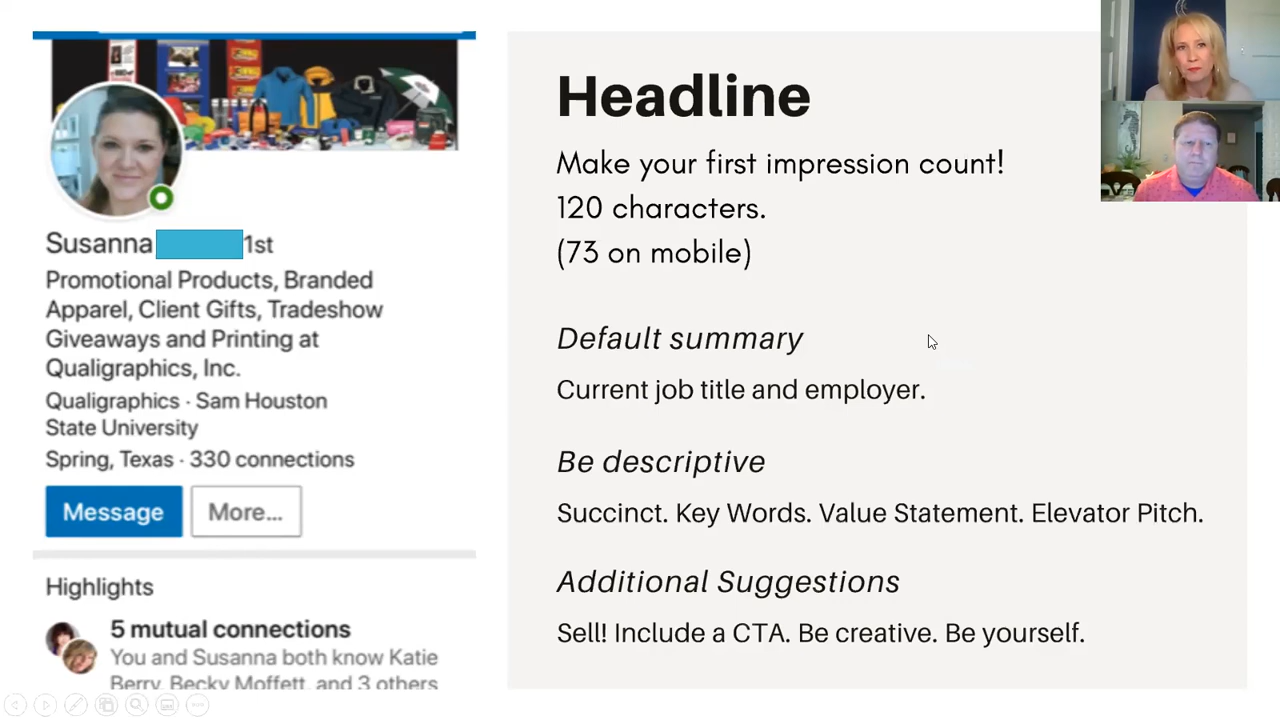 Susanna 1st
Promotional Products, Branded
Apparel, Client Gifts, Tradeshow
Giveaways and Printing at
Qualigraphics, Inc.
Qualigraphics · Sam Houston
State University
Spring, Texas · 330 connections
Message
More...
Highlights
5 mutual connections
You and Susanna both know Katie
Berry, Becky Moffett, and 3 others
Headline
Make your first impression count!
120 characters.
(73 on mobile)
Default summary
Current job title and employer.
Be descriptive
Succinct. Key Words. Value Statement. Elevator Pitch.
Additional Suggestions
Sell! Include a CTA. Be creative. Be yourself.